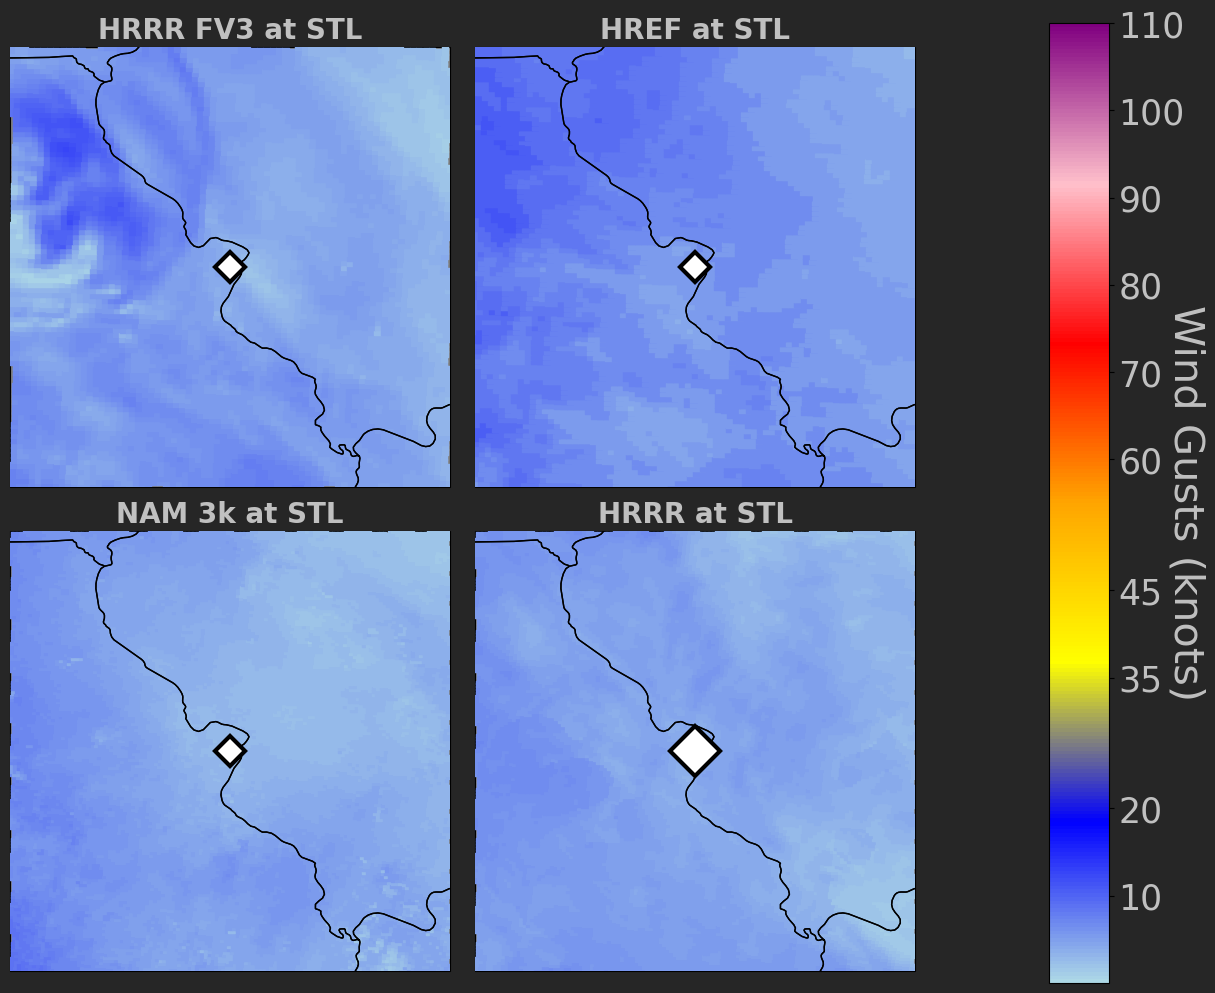 HRRR FV3 at STL
HREF at STL
NAM 3k at STL
HRRR at STL
110
100
90
80
70
60
45
35
20
10
Wind Gusts (knots)